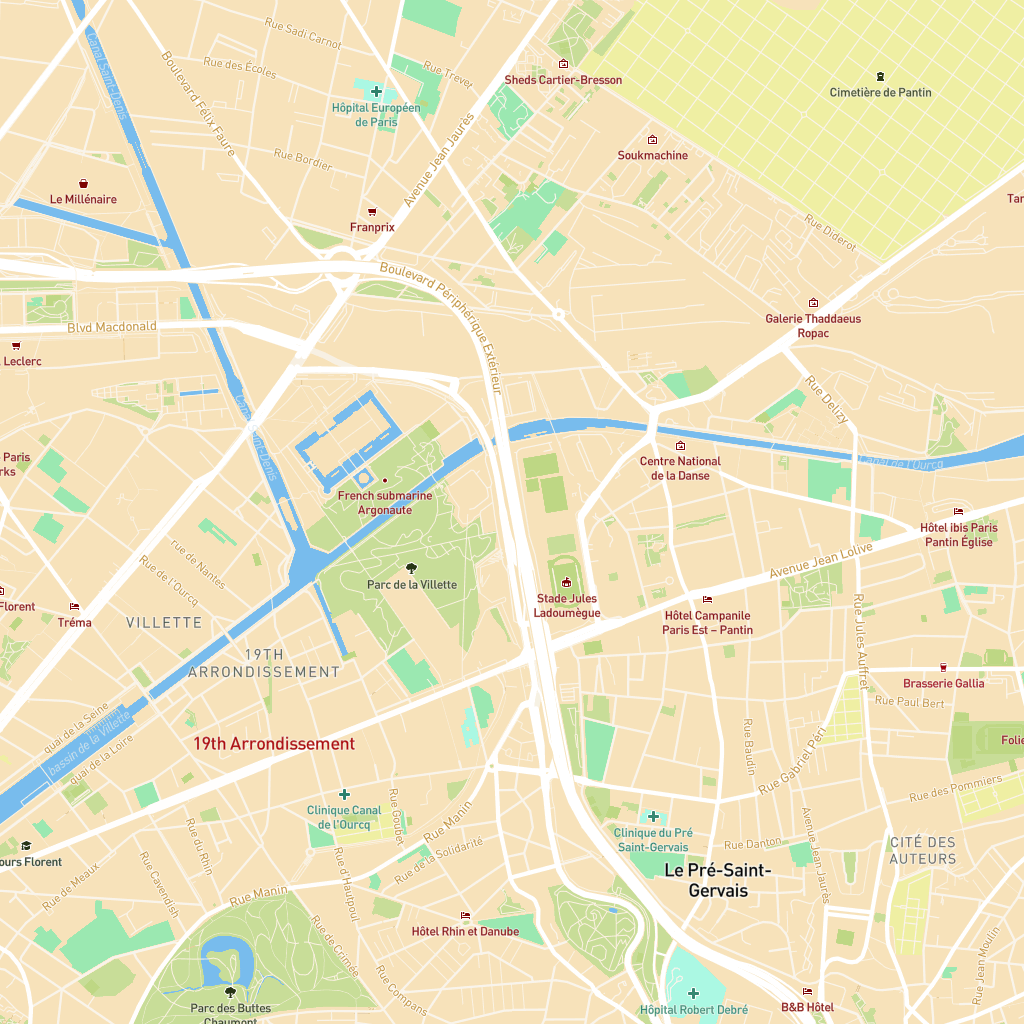 Rue Sadi Carnot
Canal Saint-Denis
Rue des Écoles
Rue Trevet
Boulevard Félix Faure
Sheds Cartier-Bresson
Cimetière de Pantin
Hôpital Européen
de Paris
Avenue Jean Jaurès
Rue Bordier
Soukmachine
Le Millénaire
Franprix
Rue Diderot
Tar
Boulevard Périphérique Extérieur
Blvd Macdonald
Galerie Thaddaeus
Ropac
Leclerc
Rue Delizy
Canal Saint-Denis
Centre National
de la Danse
Canal de l'Ourcq
Paris
rks
French submarine
Argonaute
Hôtel ibis Paris
Pantin Église
rue de Nantes
Rue de l'Ourcq
Parc de la Villette
Avenue Jean Lolive
Florent
Tréma
VILLETTE
Stade Jules
Ladoumègue
Hôtel Campanile
Paris Est – Pantin
Rue Jules Auffret
19TH
ARRONDISSEMENT
Brasserie Gallia
Rue Paul Bert
quai de la Seine
bassin de la Villette
quai de la Loire
19th Arrondissement
Rue Baudin
Rue Gabriel Péri
Folie
Rue des Pommiers
Clinique Canal
de l'Ourcq
Rue Goubet
Rue Manin
Clinique du Pré
Saint-Gervais
Rue Danton
Avenue Jean Jaurès
CITÉ DES
AUTEURS
Rue du Rhin
ours Florent
Rue de Meaux
Rue Cavendish
Rue de la Solidarité
Rue d'Hautpoul
Le Pré-Saint-
Gervais
Rue Manin
Hôtel Rhin et Danube
Rue de Crimée
Rue Compans
Rue Jean Moulin
Parc des Buttes
Chaumont
Hôpital Robert Debré
B&B Hôtel